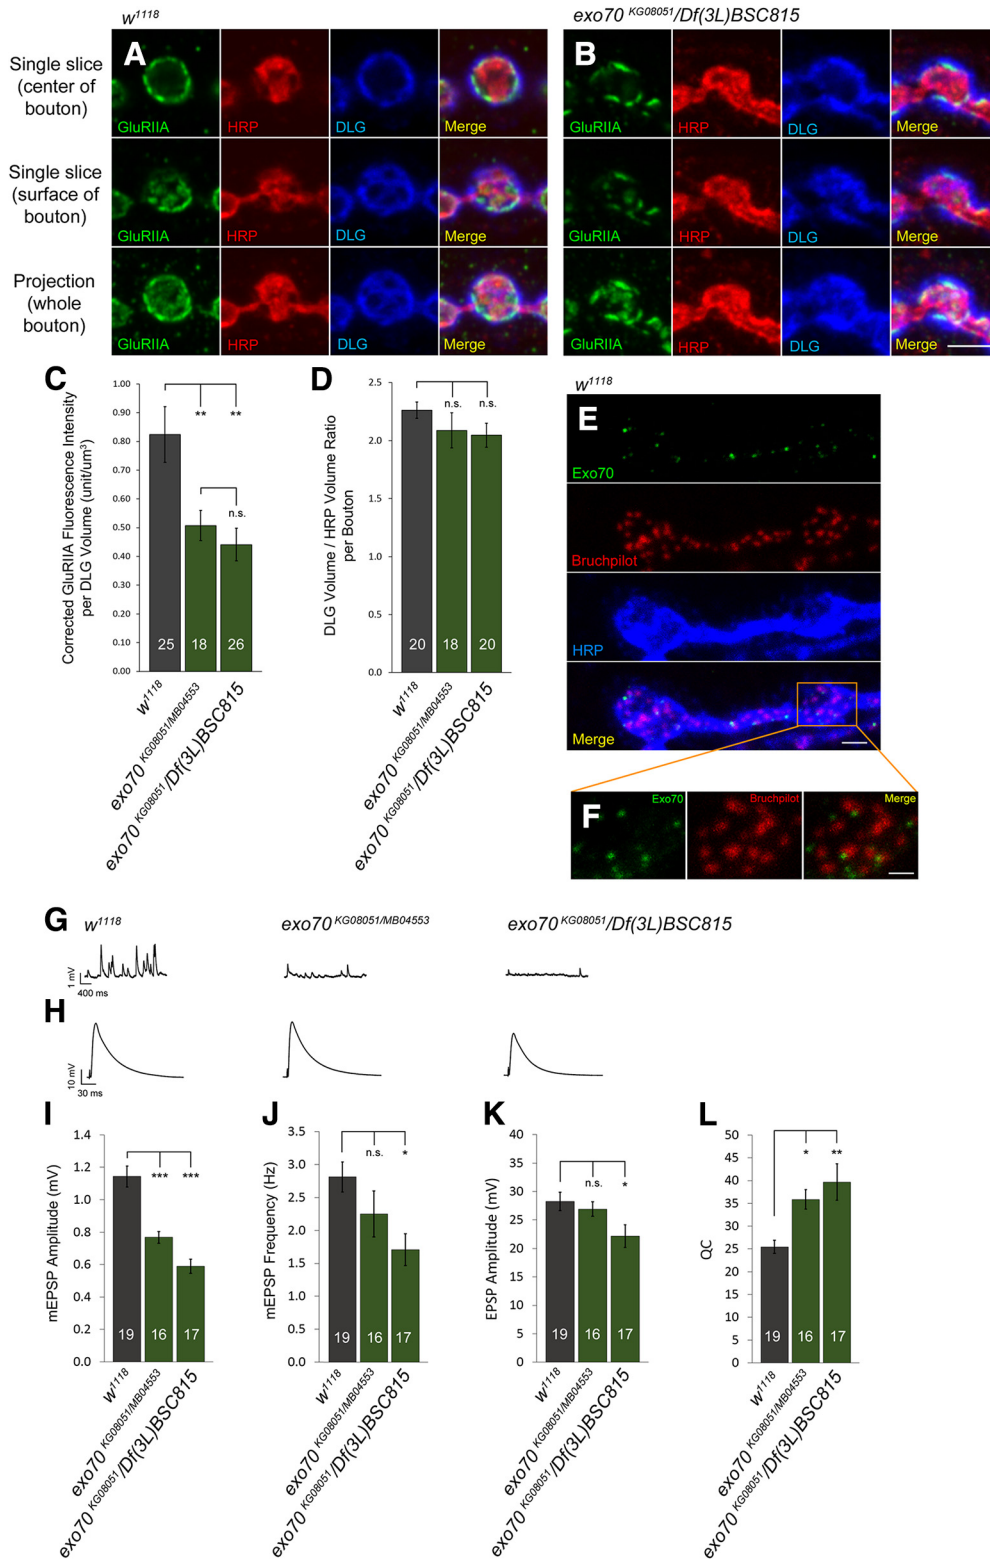 w1118
exo70 KG08051/Df(3L)BSC815
A
B
Single slice
(center of
bouton)
GluRIIA HRP DLG Merge
GluRIIA HRP DLG Merge
Single slice
(surface of
bouton)
GluRIIA HRP DLG Merge
GluRIIA HRP DLG Merge
Projection
(whole
bouton)
GluRIIA HRP DLG Merge
GluRIIA HRP DLG Merge
C
Corrected GluRIIA Fluorescence Intensity
per DLG Volume (unit/um3)
1.00
0.90
0.80
0.70
0.60
0.50
0.40
0.30
0.20
0.10
0.00
** **
n.s.
25 18 26
w1118
exo70 KG08051/MB04553
exo70 KG08051/Df(3L)BSC815
D
DLG Volume / HRP Volume Ratio
per Bouton
2.5
2.0
1.5
1.0
0.5
0.0
n.s. n.s.
20 18 20
w1118
exo70 KG08051/MB04553
exo70 KG08051/Df(3L)BSC815
w1118
E
Exo70
Bruchpilot
HRP
Merge
F
Exo70 Bruchpilot Merge
G
w1118
exo70 KG08051/MB04553
exo70 KG08051/Df(3L)BSC815
1 mV
400 ms
H
10 mV
30 ms
I
mEPSP Amplitude (mV)
1.4
1.2
1.0
0.8
0.6
0.4
0.2
0.0
*** ***
19 16 17
w1118
exo70 KG08051/MB04553
exo70 KG08051/Df(3L)BSC815
J
mEPSP Frequency (Hz)
3.5
3.0
2.5
2.0
1.5
1.0
0.5
0.0
n.s. *
19 16 17
w1118
exo70 KG08051/MB04553
exo70 KG08051/Df(3L)BSC815
K
EPSP Amplitude (mV)
40
35
30
25
20
15
10
5
0
n.s. *
19 16 17
w1118
exo70 KG08051/MB04553
exo70 KG08051/Df(3L)BSC815
L
QC
50
45
40
35
30
25
20
15
10
5
0
* **
19 16 17
w1118
exo70 KG08051/MB04553
exo70 KG08051/Df(3L)BSC815